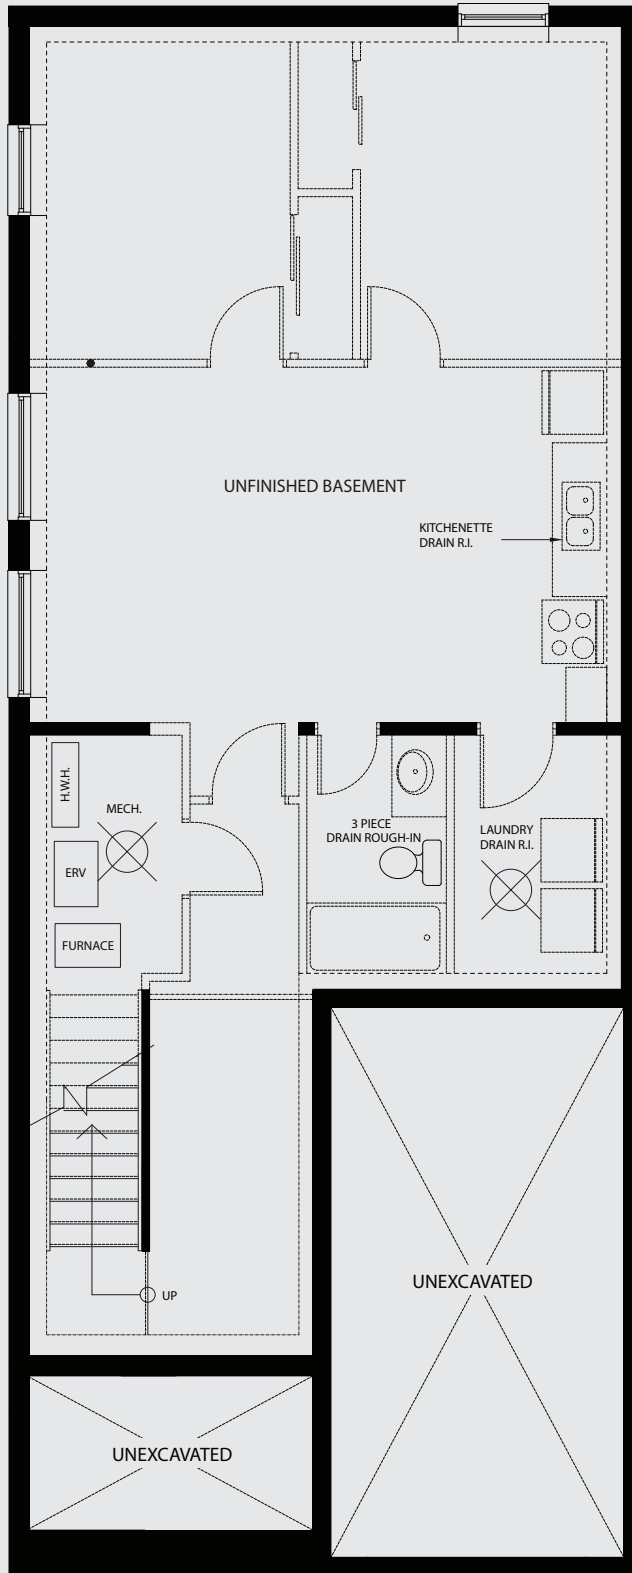 UNFINISHED BASEMENT
KITCHENETTE
DRAIN R.I.
H.W.H.
MECH.
3 PIECE
DRAIN ROUGH-IN
LAUNDRY
DRAIN R.I.
ERV
FURNACE
UP
UNEXCAVATED
UNEXCAVATED